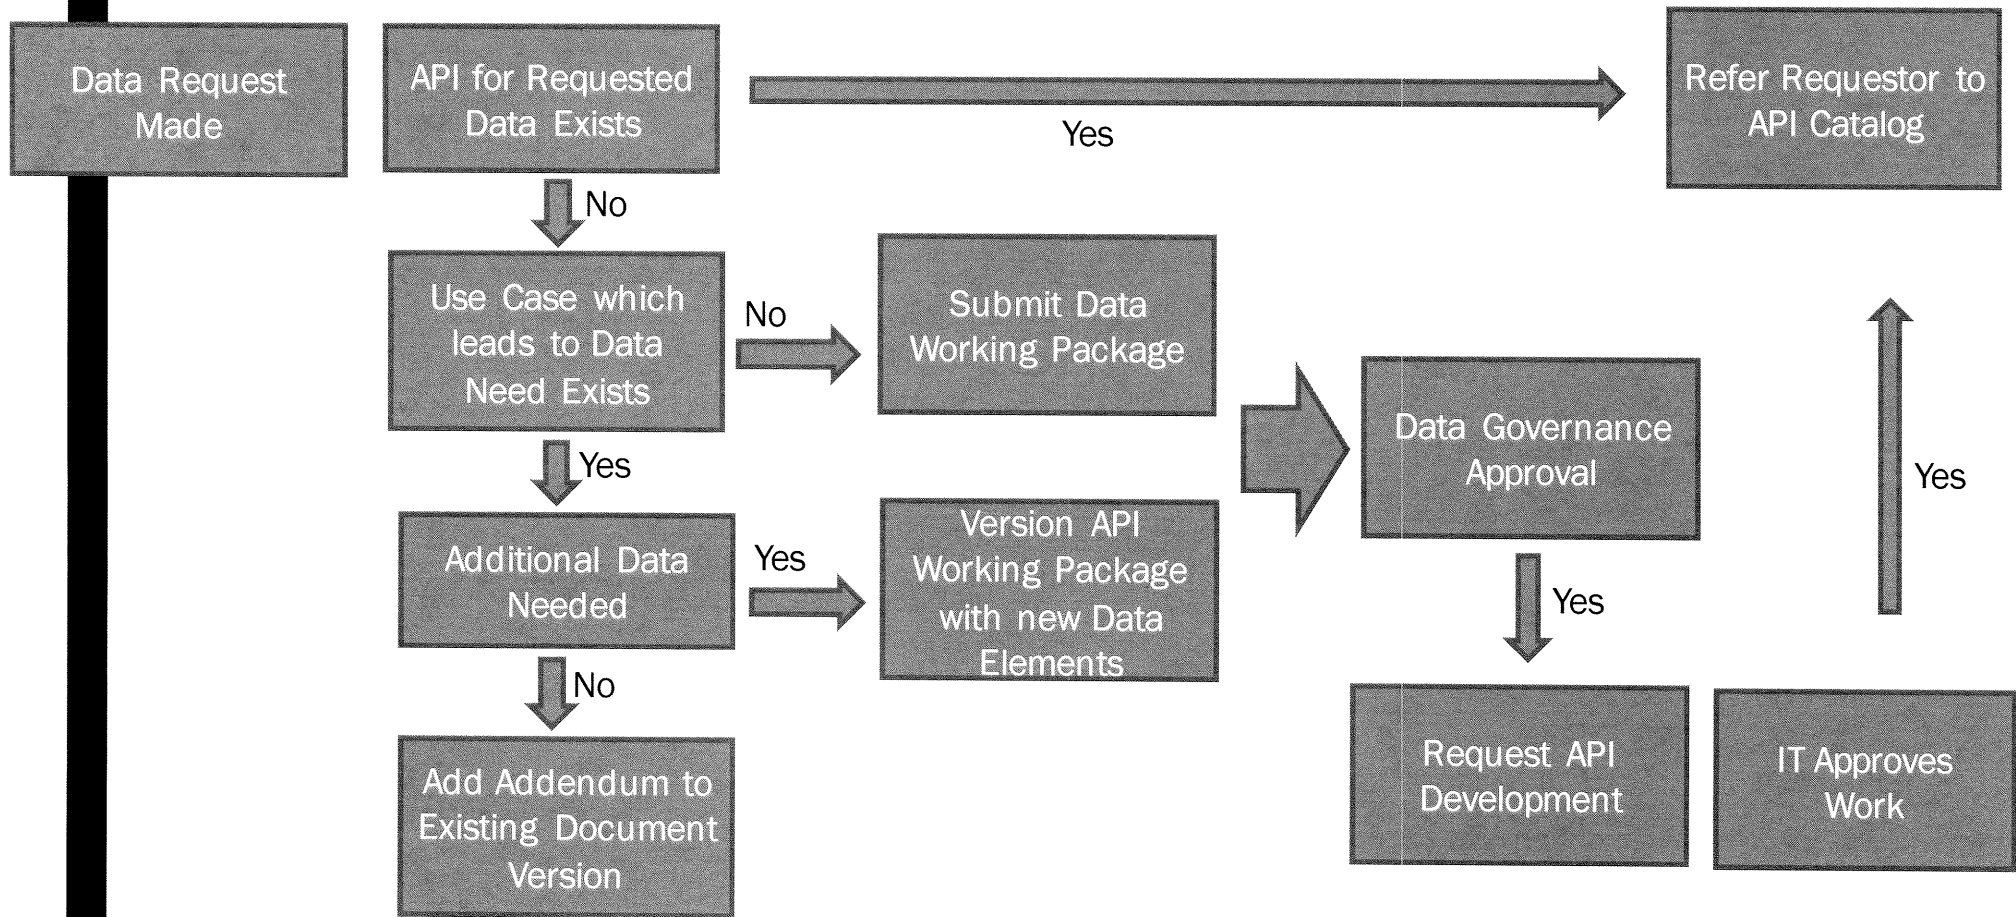 Data Request
Made
API for Requested
Data Exists
Yes
Refer Requestor to
API Catalog
No
Use Case which
leads to Data
Need Exists
No
Submit Data
Working Package
Yes
Additional Data
Needed
Yes
Version API
Working Package
with new Data
Elements
No
Add Addendum to
Existing Document
Version
Data Governance
Approval
Yes
Request API
Development
IT Approves
Work
Yes